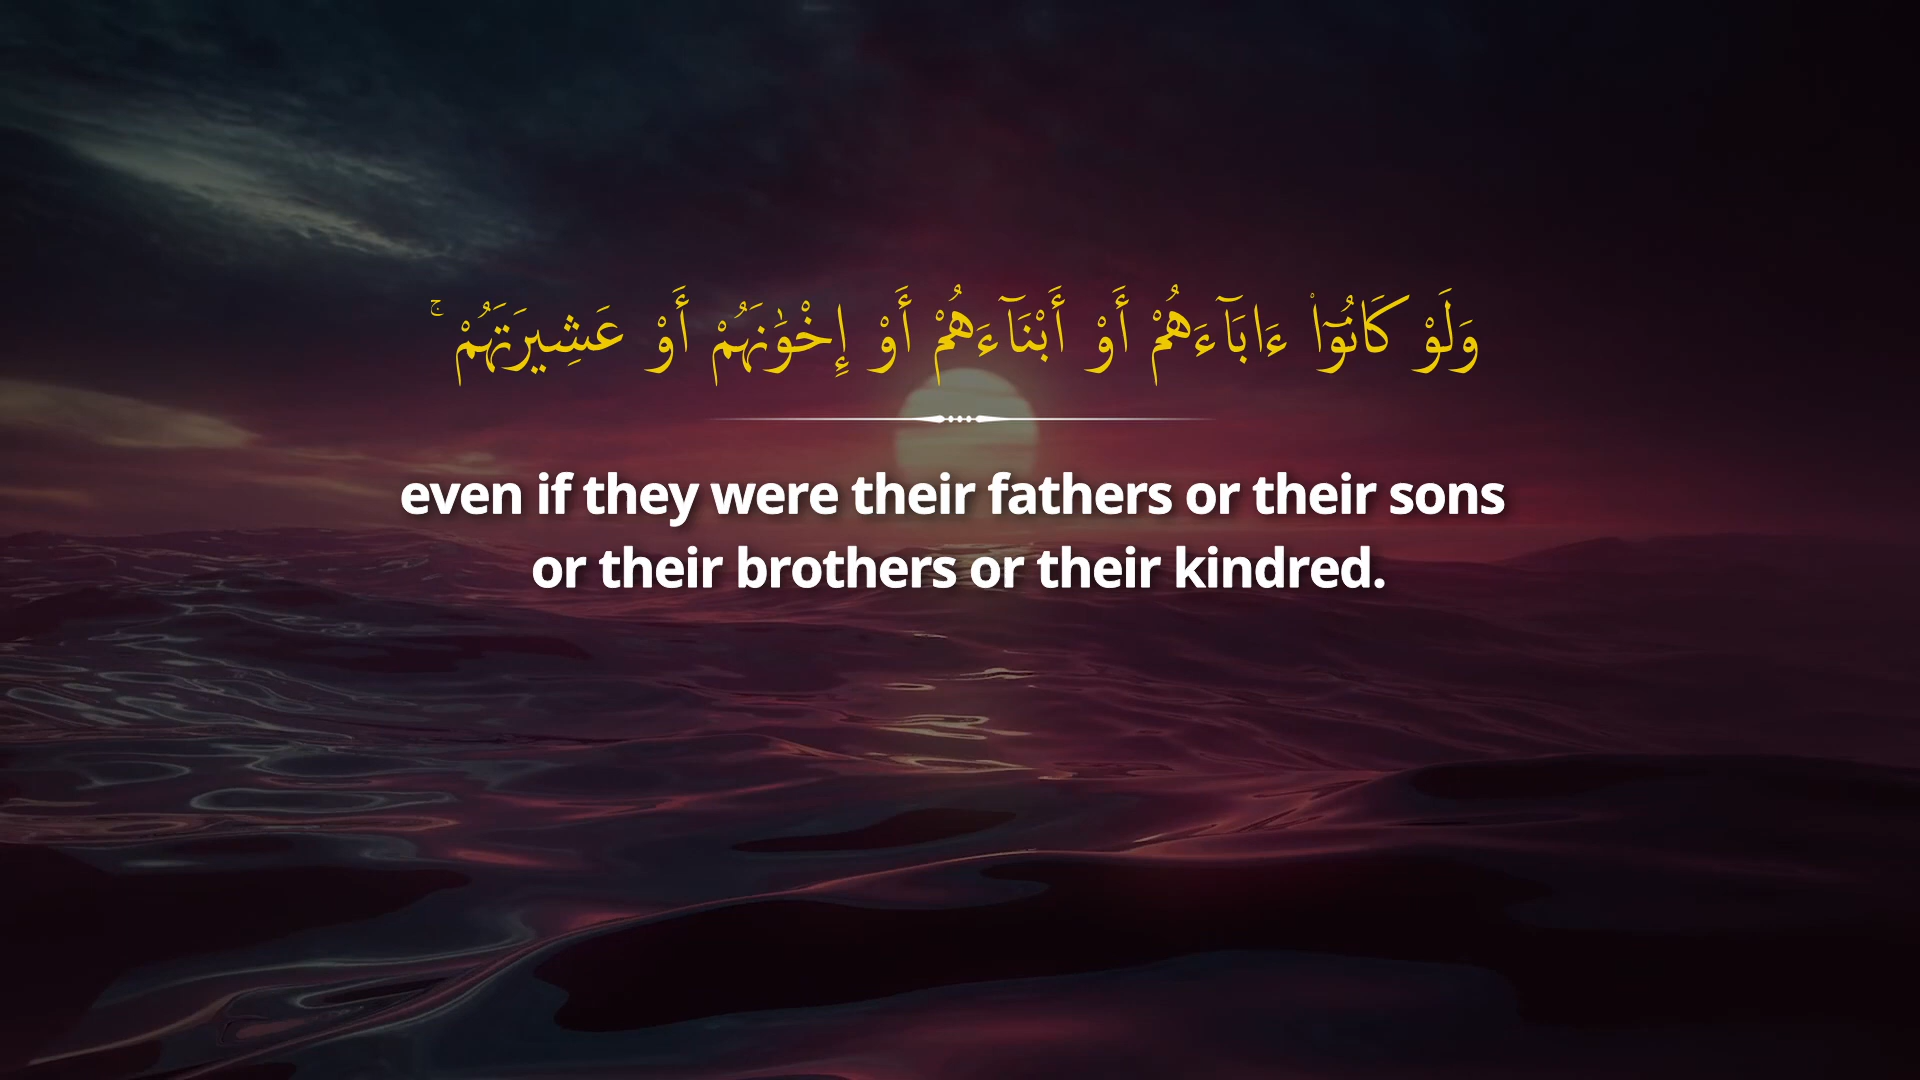 وَلَوْ كَانُوٓا۟ ءَابَآءَهُمْ أَوْ أَبْنَآءَهُمْ أَوْ إِخْوَٰنَهُمْ أَوْ عَشِيرَتَهُمْ ۚ
even if they were their fathers or their sons
or their brothers or their kindred.